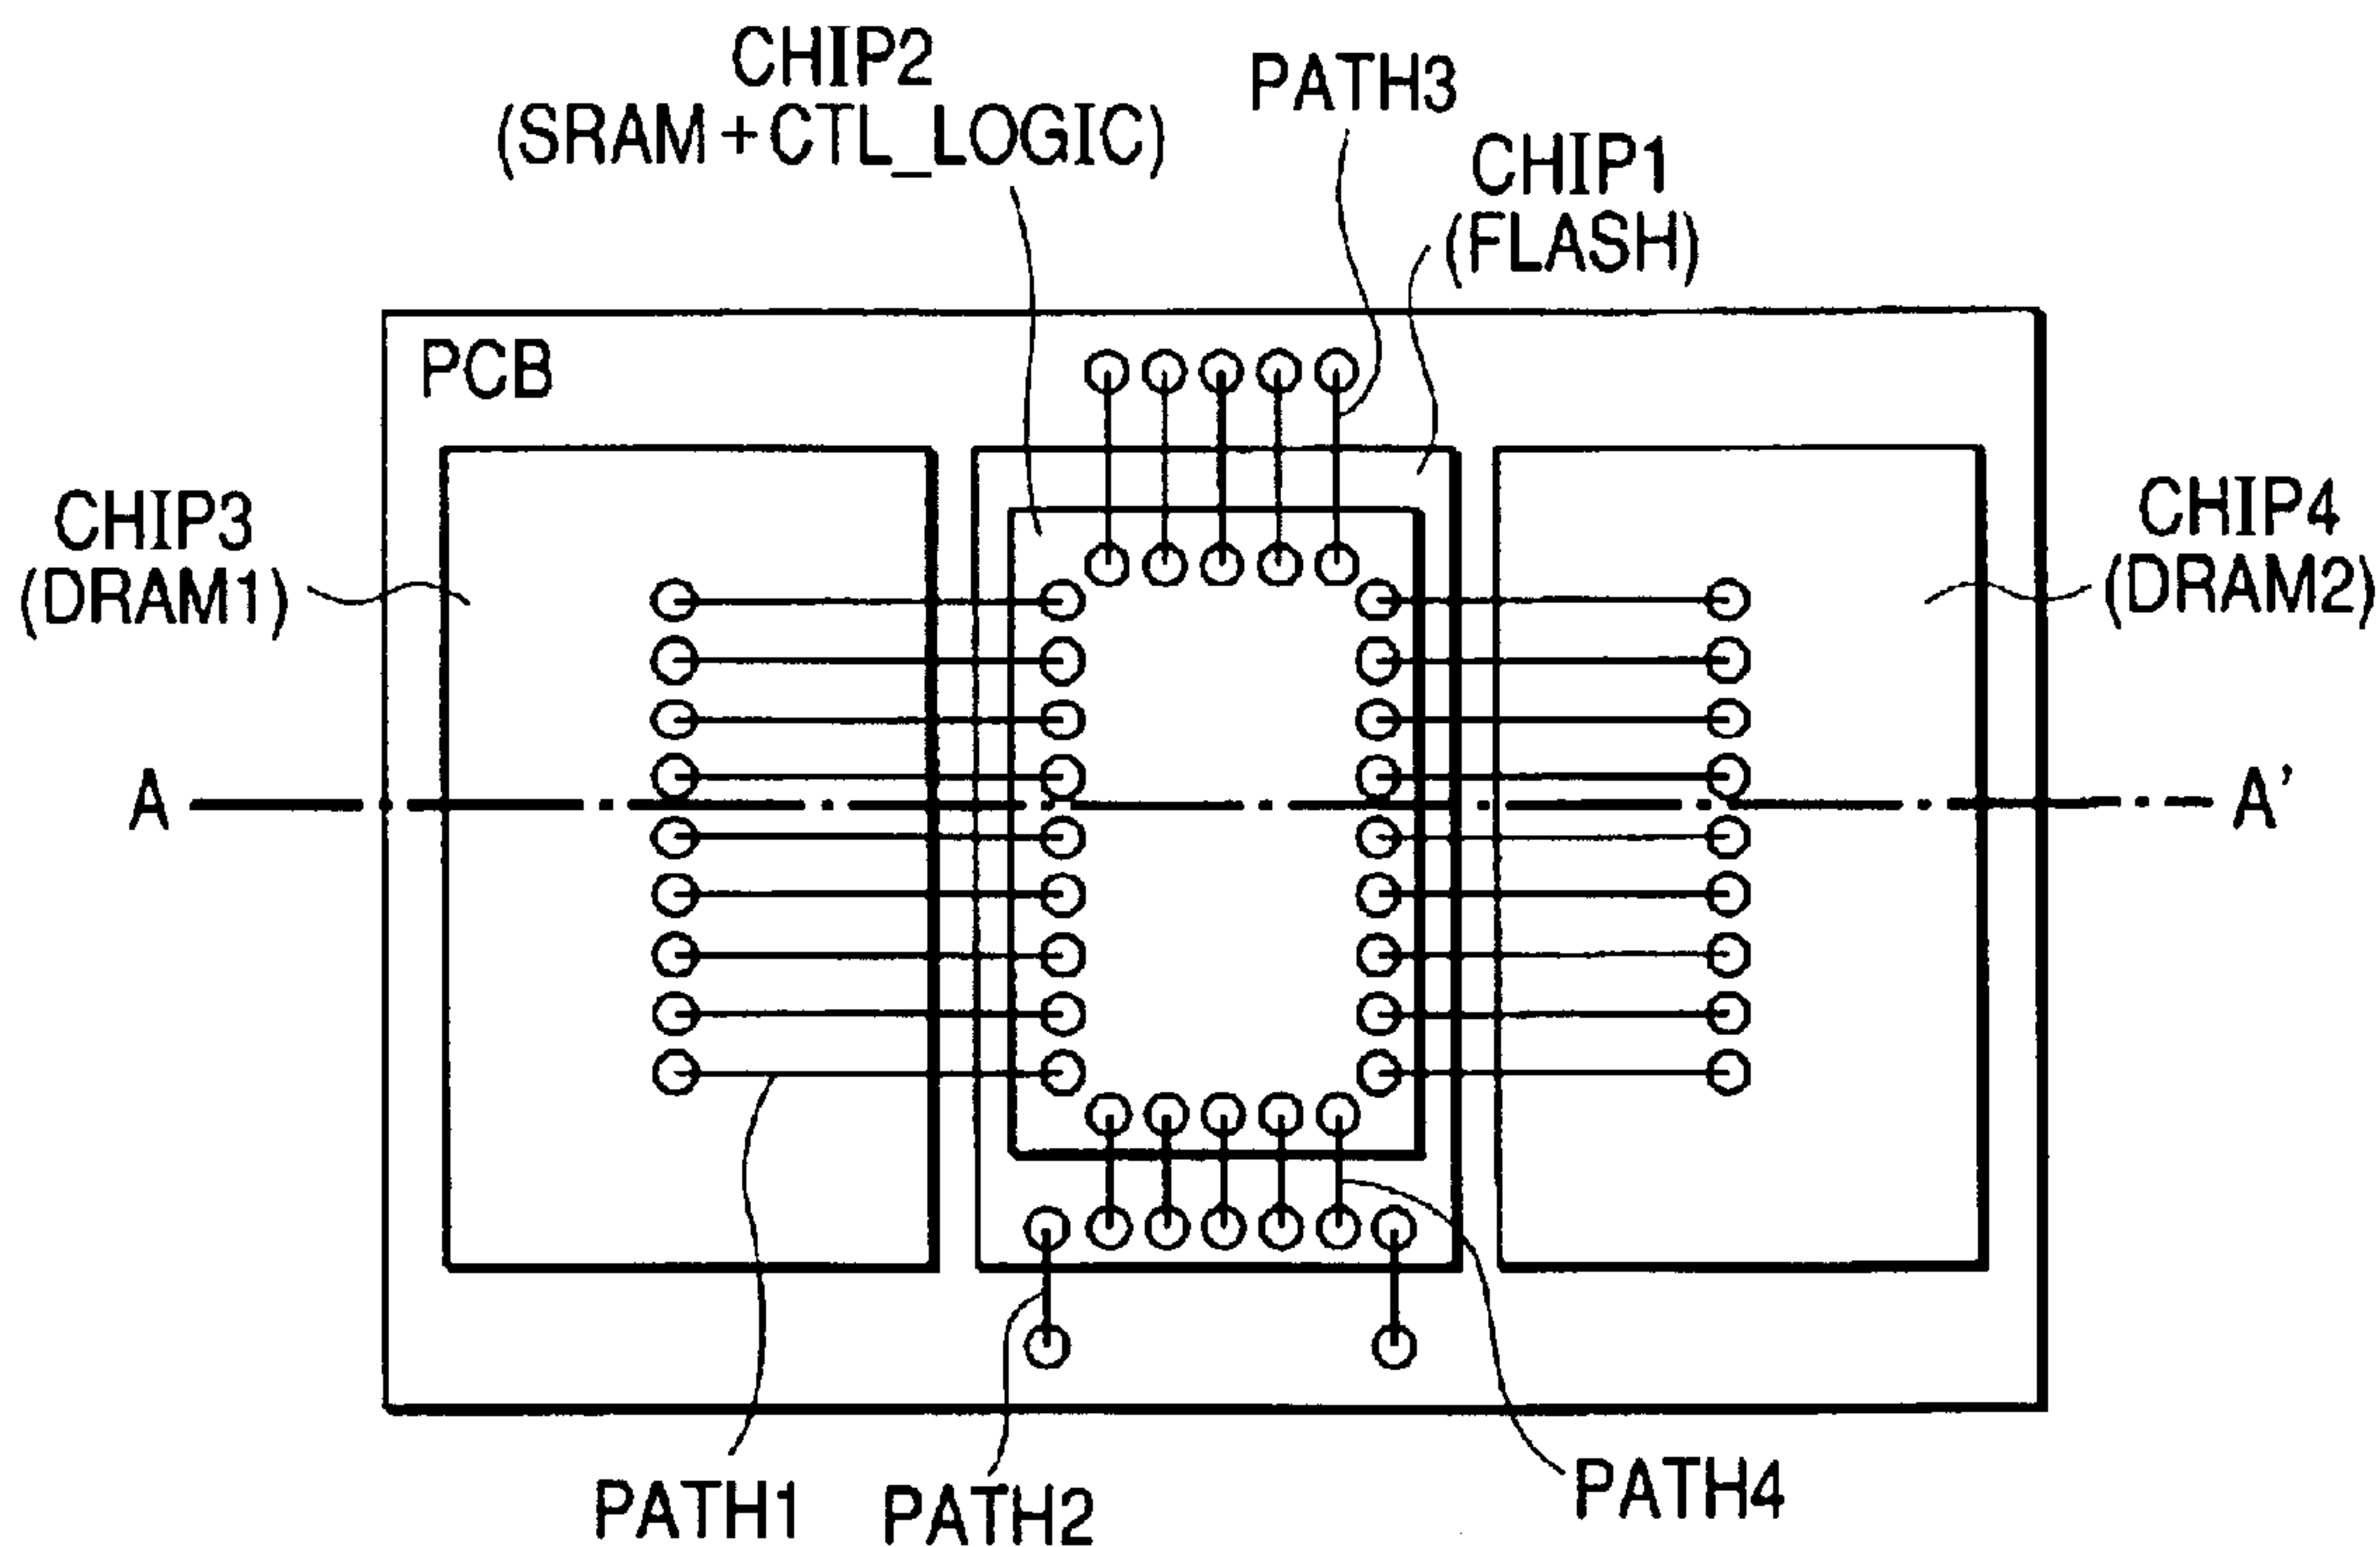 CHIP2
(SRAM+CTL_LOGIC)
PATH3
CHIP1
(FLASH)
PCB
CHIP3
(DRAM1)
CHIP4
(DRAM2)
A
A'
PATH1
PATH2
PATH4